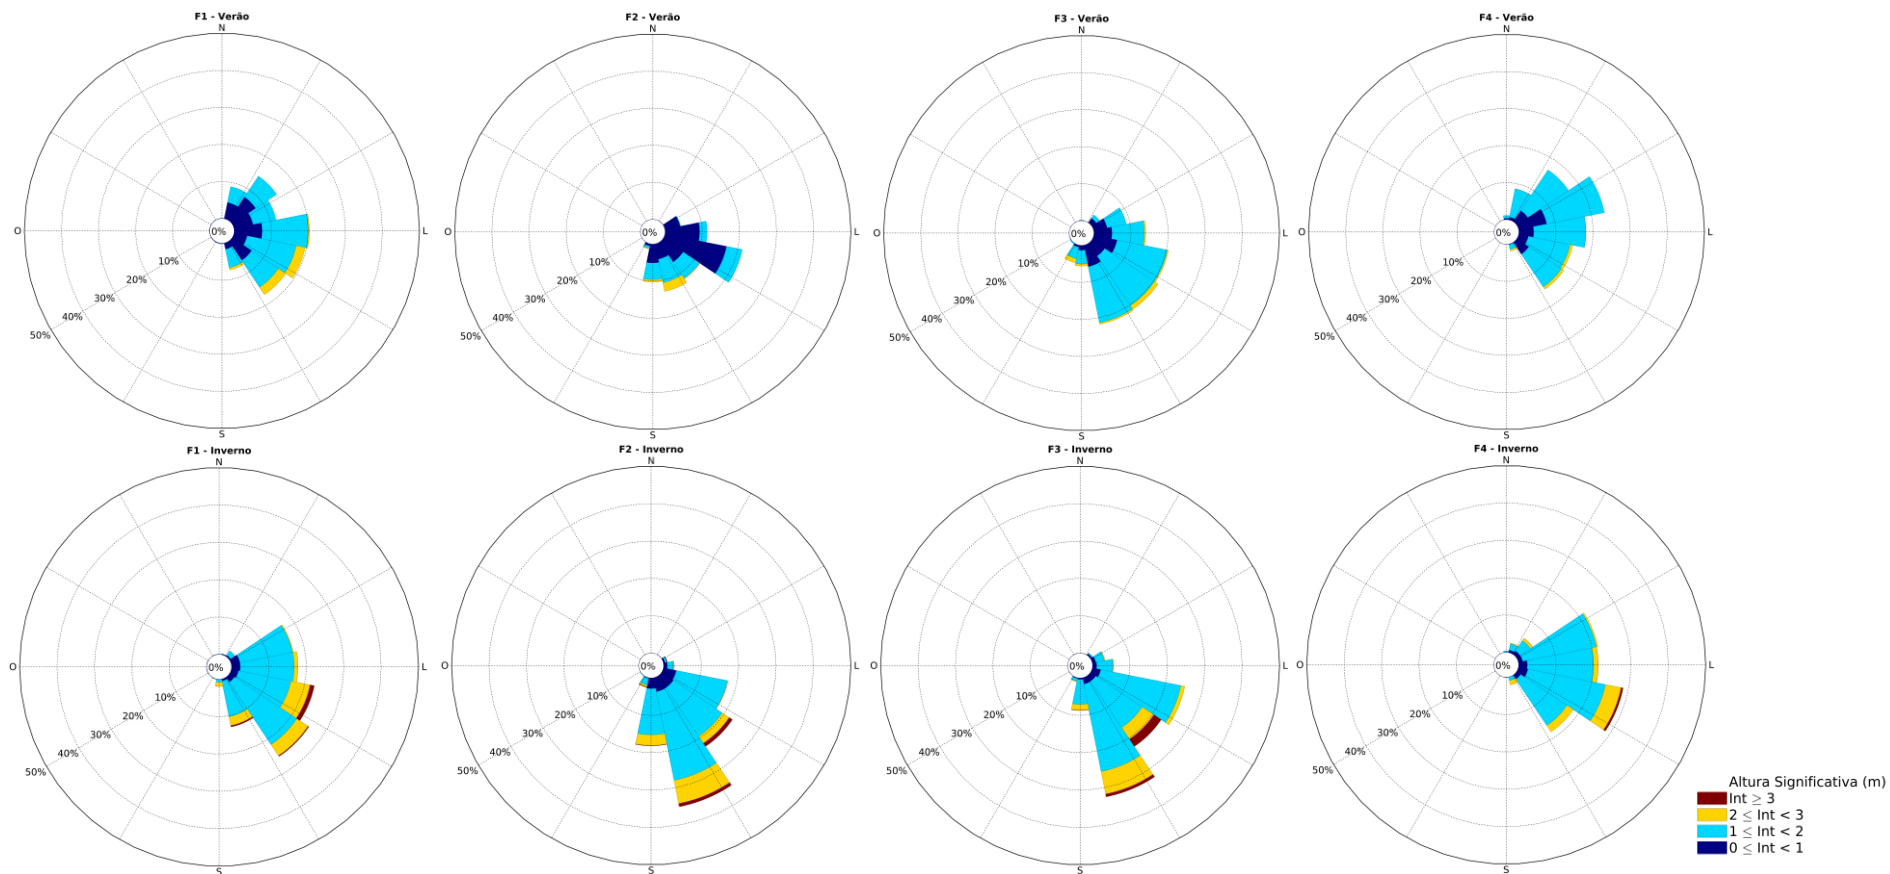 F1 - Verão
N
O
L
S
0%
10%
20%
30%
40%
50%
F2 - Verão
N
O
L
S
0%
10%
20%
30%
40%
50%
F3 - Verão
N
O
L
S
0%
10%
20%
30%
40%
50%
F4 - Verão
N
O
L
S
0%
10%
20%
30%
40%
50%
F1 - Inverno
N
O
L
S
0%
10%
20%
30%
40%
50%
F2 - Inverno
N
O
L
S
0%
10%
20%
30%
40%
50%
F3 - Inverno
N
O
L
S
0%
10%
20%
30%
40%
50%
F4 - Inverno
N
O
L
S
0%
10%
20%
30%
40%
50%
Altura Significativa (m)
Int ≥ 3
2 ≤ Int < 3
1 ≤ Int < 2
0 ≤ Int < 1